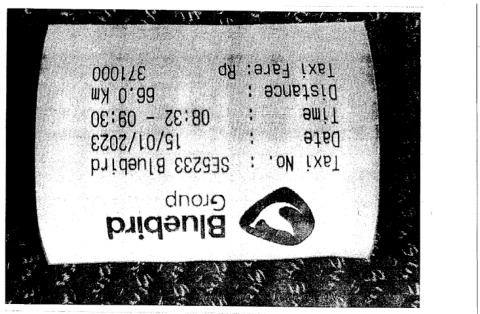 Bluebird
Group
Taxi No. : SE5233 Bluebird
Date : 15/01/2023
Time : 08:32 - 09:30
Distance : 66.0 Km
Taxi Fare: Rp 371000